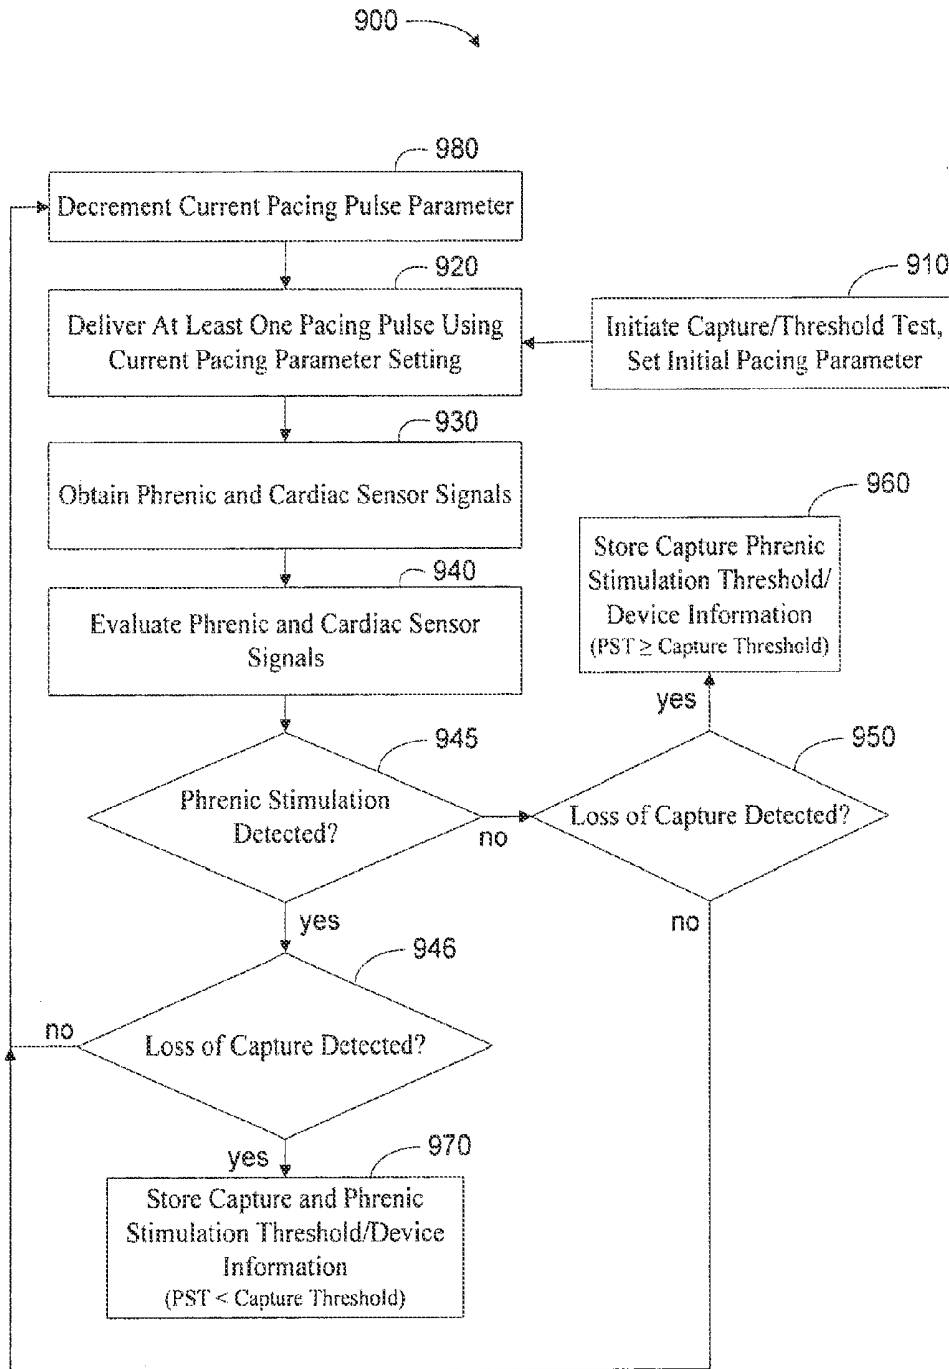 900
980
Decrement Current Pacing Pulse Parameter
920
Deliver At Least One Pacing Pulse Using
Current Pacing Parameter Setting
910
Initiate Capture/Threshold Test,
Set Initial Pacing Parameter
930
Obtain Phrenic and Cardiac Sensor Signals
940
Evaluate Phrenic and Cardiac Sensor
Signals
960
Store Capture Phrenic
Stimulation Threshold/
Device Information
(PST ≥ Capture Threshold)
yes
945
Phrenic Stimulation
Detected?
no
950
Loss of Capture Detected?
no
yes
946
Loss of Capture Detected?
no
yes
970
Store Capture and Phrenic
Stimulation Threshold/Device
Information
(PST < Capture Threshold)